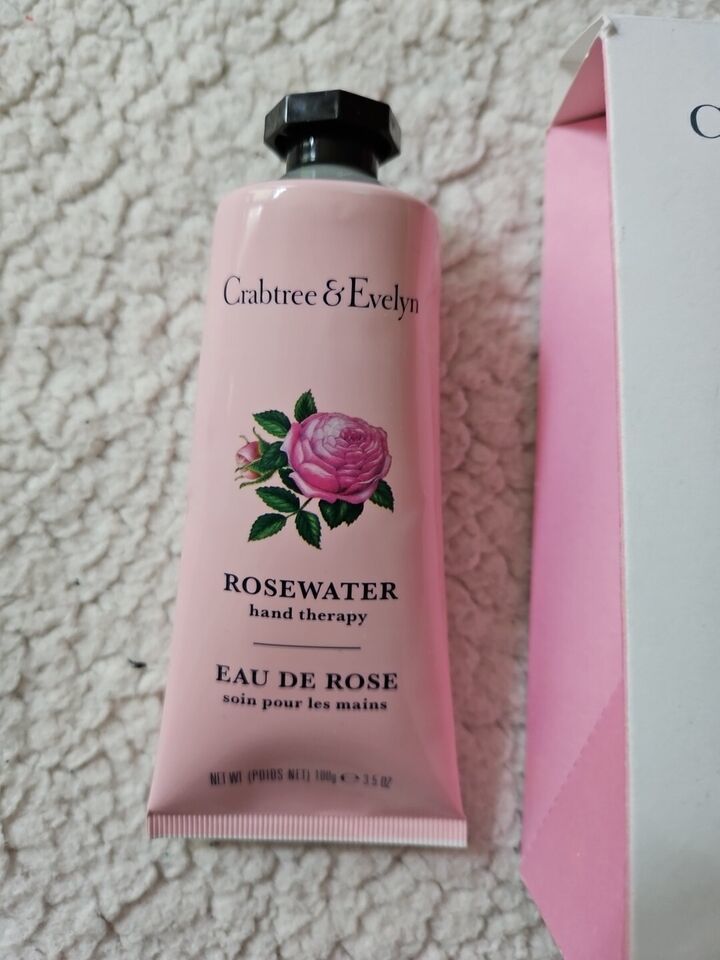 Crabtree & Evelyn
ROSEWATER
hand therapy
EAU DE ROSE
soin pour les mains
NET WT (POIDS NET) 100g ℮ 3.5 OZ
C